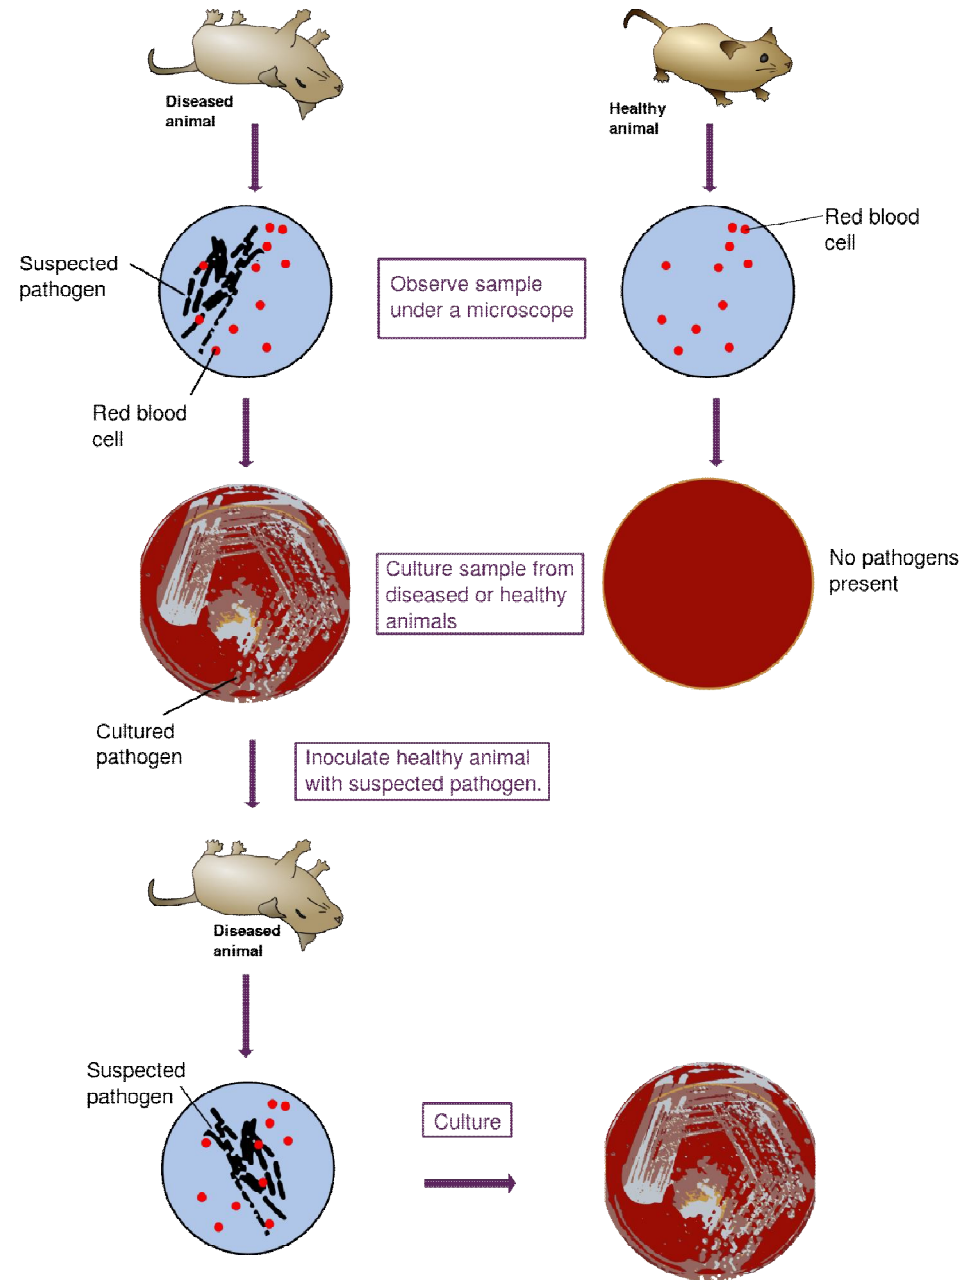 Diseased
animal
Healthy
animal
Suspected
pathogen
Red blood
cell
Observe sample
under a microscope
Red blood
cell
Culture sample from
diseased or healthy
animals
No pathogens
present
Cultured
pathogen
Inoculate healthy animal
with suspected pathogen.
Diseased
animal
Suspected
pathogen
Culture